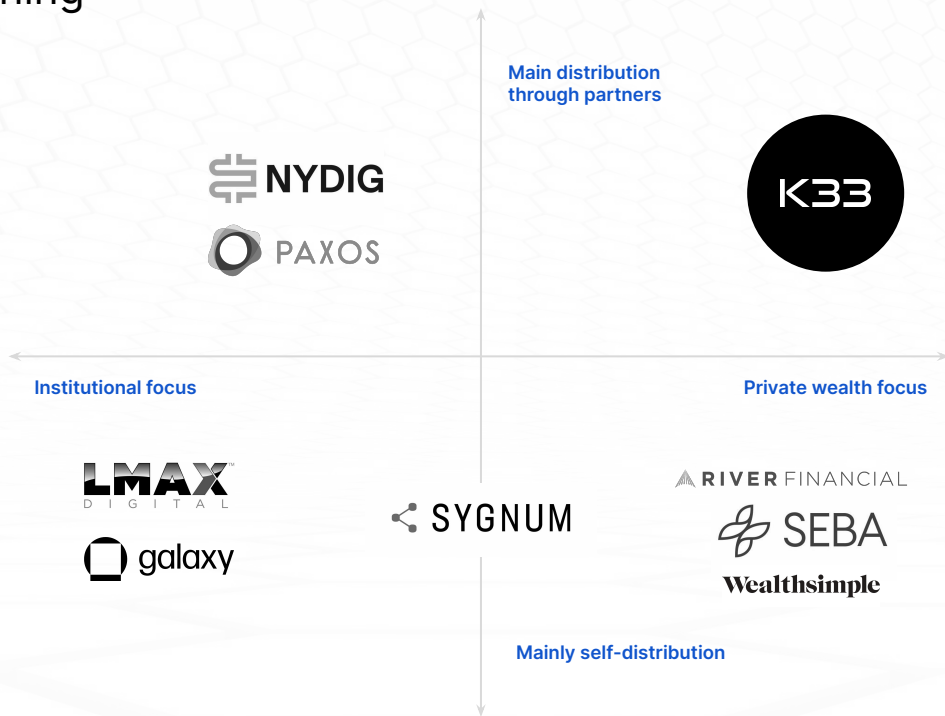 Main distribution
through partners
NYDIG
K33
PAXOS
Institutional focus
Private wealth focus
LMAX™
DIGITAL
RIVER FINANCIAL
SYGNUM
SEBA
galaxy
Wealthsimple
Mainly self-distribution